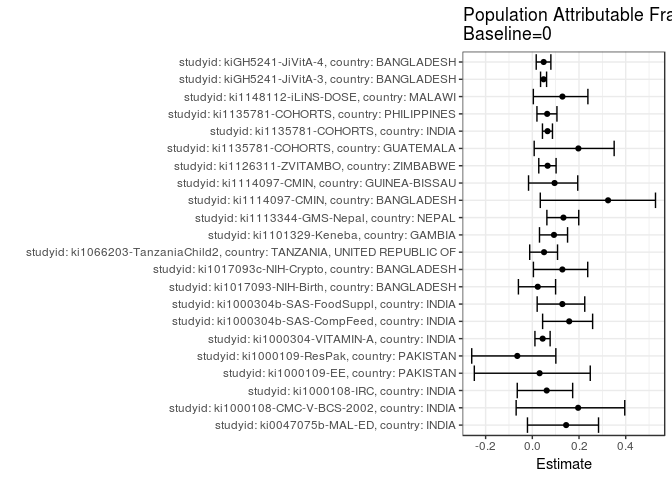 Population Attributable Fra
Baseline=0
studyid: kiGH5241-JiVitA-4, country: BANGLADESH
studyid: kiGH5241-JiVitA-3, country: BANGLADESH
studyid: ki1148112-iLiNS-DOSE, country: MALAWI
studyid: ki1135781-COHORTS, country: PHILIPPINES
studyid: ki1135781-COHORTS, country: INDIA
studyid: ki1135781-COHORTS, country: GUATEMALA
studyid: ki1126311-ZVITAMBO, country: ZIMBABWE
studyid: ki1114097-CMIN, country: GUINEA-BISSAU
studyid: ki1114097-CMIN, country: BANGLADESH
studyid: ki1113344-GMS-Nepal, country: NEPAL
studyid: ki1101329-Keneba, country: GAMBIA
studyid: ki1066203-TanzaniaChild2, country: TANZANIA, UNITED REPUBLIC OF
studyid: ki1017093c-NIH-Crypto, country: BANGLADESH
studyid: ki1017093-NIH-Birth, country: BANGLADESH
studyid: ki1000304b-SAS-FoodSuppl, country: INDIA
studyid: ki1000304b-SAS-CompFeed, country: INDIA
studyid: ki1000304-VITAMIN-A, country: INDIA
studyid: ki1000109-ResPak, country: PAKISTAN
studyid: ki1000109-EE, country: PAKISTAN
studyid: ki1000108-IRC, country: INDIA
studyid: ki1000108-CMC-V-BCS-2002, country: INDIA
studyid: ki0047075b-MAL-ED, country: INDIA
-0.2 0.0 0.2 0.4
Estimate